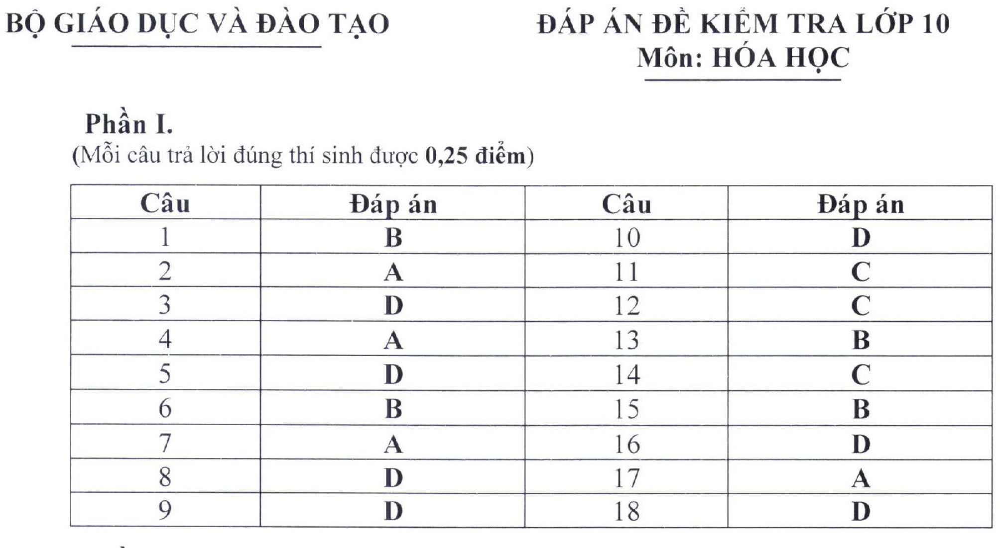 BỘ GIÁO DỤC VÀ ĐÀO TẠO
ĐÁP ÁN ĐỀ KIỂM TRA LỚP 10
Môn: HÓA HỌC
Phần I.
(Mỗi câu trả lời đúng thí sinh được 0,25 điểm)
Câu Đáp án Câu Đáp án
1 B 10 D
2 A 11 C
3 D 12 C
4 A 13 B
5 D 14 C
6 B 15 B
7 A 16 D
8 D 17 A
9 D 18 D